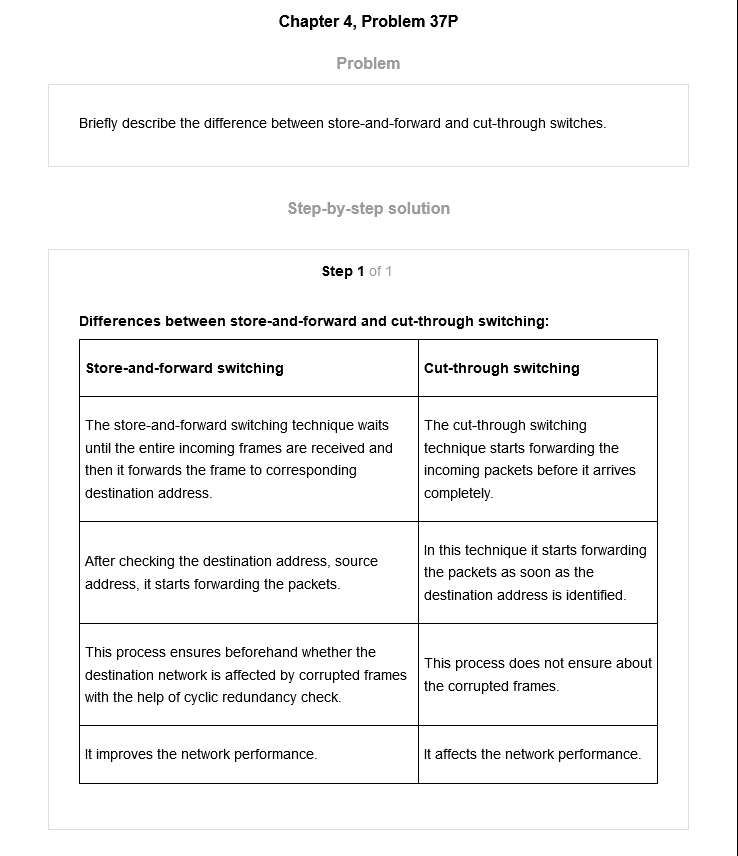 Chapter 4, Problem 37P
Problem
Briefly describe the difference between store-and-forward and cut-through switches.
Step-by-step solution
Step 1 of 1
Differences between store-and-forward and cut-through switching:
Store-and-forward switching
Cut-through switching
The store-and-forward switching technique waits
until the entire incoming frames are received and
then it forwards the frame to corresponding
destination address.
The cut-through switching
technique starts forwarding the
incoming packets before it arrives
completely.
After checking the destination address, source
address, it starts forwarding the packets.
In this technique it starts forwarding
the packets as soon as the
destination address is identified.
This process ensures beforehand whether the
destination network is affected by corrupted frames
with the help of cyclic redundancy check.
This process does not ensure about
the corrupted frames.
It improves the network performance.
It affects the network performance.